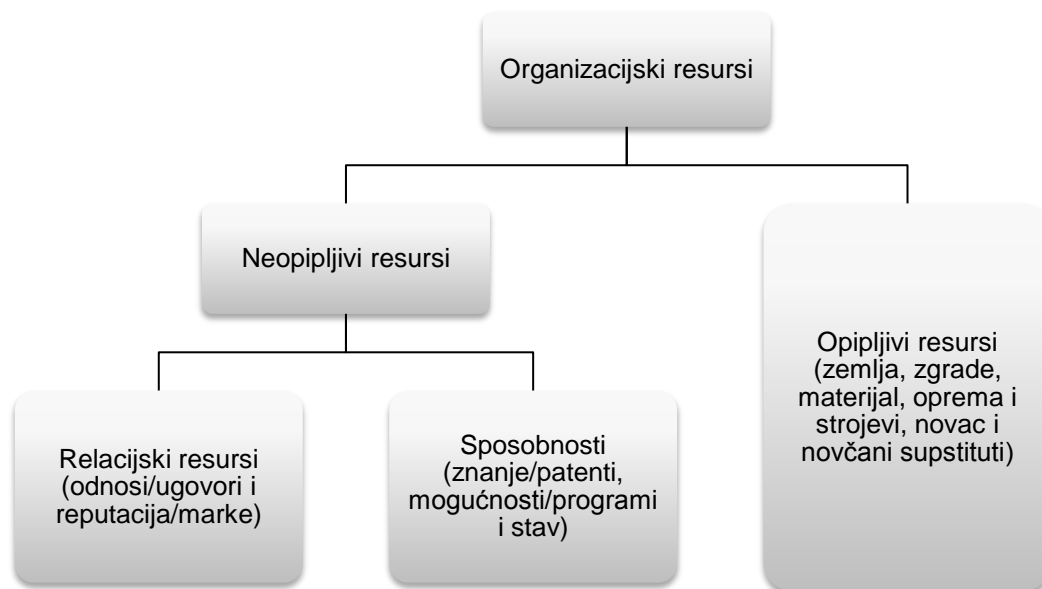 Organizacijski resursi
Neopipljivi resursi
Opipljivi resursi
(zemlja, zgrade,
materijal, oprema i
strojevi, novac i
novčani supstituti)
Relacijski resursi
(odnosi/ugovori i
reputacija/marke)
Sposobnosti
(znanje/patenti,
mogućnosti/programi
i stav)